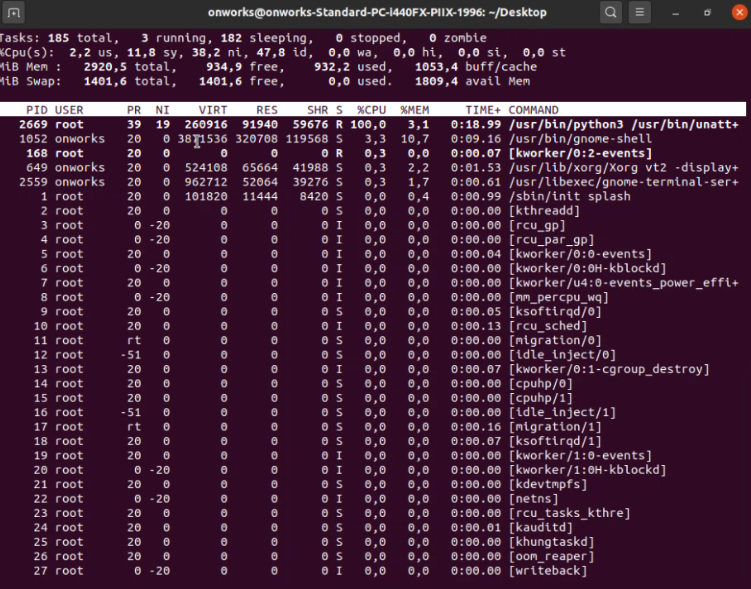 onworks@onworks-Standard-PC-i440FX-PIIX-1996: ~/Desktop
Tasks: 185 total, 3 running, 182 sleeping, 0 stopped, 0 zombie
%Cpu(s): 2,2 us, 11,8 sy, 38,2 ni, 47,8 id, 0,0 wa, 0,0 hi, 0,0 si, 0,0 st
MiB Mem : 2920,5 total, 934,9 free, 932,2 used, 1053,4 buff/cache
MiB Swap: 1401,6 total, 1401,6 free, 0,0 used. 1809,4 avail Mem
PID USER PR NI VIRT RES SHR S %CPU %MEM TIME+ COMMAND
2669 root 39 19 260916 91940 59676 R 100,0 3,1 0:18.99 /usr/bin/python3 /usr/bin/unatt+
1052 onworks 20 0 3871536 320708 119568 S 3,3 10,7 0:09.16 /usr/bin/gnome-shell
168 root 20 0 0 0 0 R 0,3 0,0 0:00.07 [kworker/0:2-events]
649 onworks 20 0 524108 65664 41988 S 0,3 2,2 0:01.53 /usr/lib/xorg/Xorg vt2 -display+
2559 onworks 20 0 962712 52064 39276 S 0,3 1,7 0:00.61 /usr/libexec/gnome-terminal-ser+
1 root 20 0 101820 11444 8420 S 0,0 0,4 0:00.99 /sbin/init splash
2 root 20 0 0 0 0 S 0,0 0,0 0:00.00 [kthreadd]
3 root 0 -20 0 0 0 I 0,0 0,0 0:00.00 [rcu_gp]
4 root 0 -20 0 0 0 I 0,0 0,0 0:00.00 [rcu_par_gp]
5 root 20 0 0 0 0 I 0,0 0,0 0:00.04 [kworker/0:0-events]
6 root 0 -20 0 0 0 I 0,0 0,0 0:00.00 [kworker/0:0H-kblockd]
7 root 20 0 0 0 0 I 0,0 0,0 0:00.00 [kworker/u4:0-events_power_effi+
8 root 0 -20 0 0 0 I 0,0 0,0 0:00.00 [mm_percpu_wq]
9 root 20 0 0 0 0 S 0,0 0,0 0:00.05 [ksoftirqd/0]
10 root 20 0 0 0 0 I 0,0 0,0 0:00.13 [rcu_sched]
11 root rt 0 0 0 0 S 0,0 0,0 0:00.00 [migration/0]
12 root -51 0 0 0 0 S 0,0 0,0 0:00.00 [idle_inject/0]
13 root 20 0 0 0 0 I 0,0 0,0 0:00.07 [kworker/0:1-cgroup_destroy]
14 root 20 0 0 0 0 S 0,0 0,0 0:00.00 [cpuhp/0]
15 root 20 0 0 0 0 S 0,0 0,0 0:00.00 [cpuhp/1]
16 root -51 0 0 0 0 S 0,0 0,0 0:00.00 [idle_inject/1]
17 root rt 0 0 0 0 S 0,0 0,0 0:00.16 [migration/1]
18 root 20 0 0 0 0 S 0,0 0,0 0:00.07 [ksoftirqd/1]
19 root 20 0 0 0 0 I 0,0 0,0 0:00.00 [kworker/1:0-events]
20 root 0 -20 0 0 0 I 0,0 0,0 0:00.00 [kworker/1:0H-kblockd]
21 root 20 0 0 0 0 S 0,0 0,0 0:00.00 [kdevtmpfs]
22 root 0 -20 0 0 0 I 0,0 0,0 0:00.00 [netns]
23 root 20 0 0 0 0 S 0,0 0,0 0:00.00 [rcu_tasks_kthre]
24 root 20 0 0 0 0 S 0,0 0,0 0:00.01 [kauditd]
25 root 20 0 0 0 0 S 0,0 0,0 0:00.00 [khungtaskd]
26 root 20 0 0 0 0 S 0,0 0,0 0:00.00 [oom_reaper]
27 root 0 -20 0 0 0 I 0,0 0,0 0:00.00 [writeback]